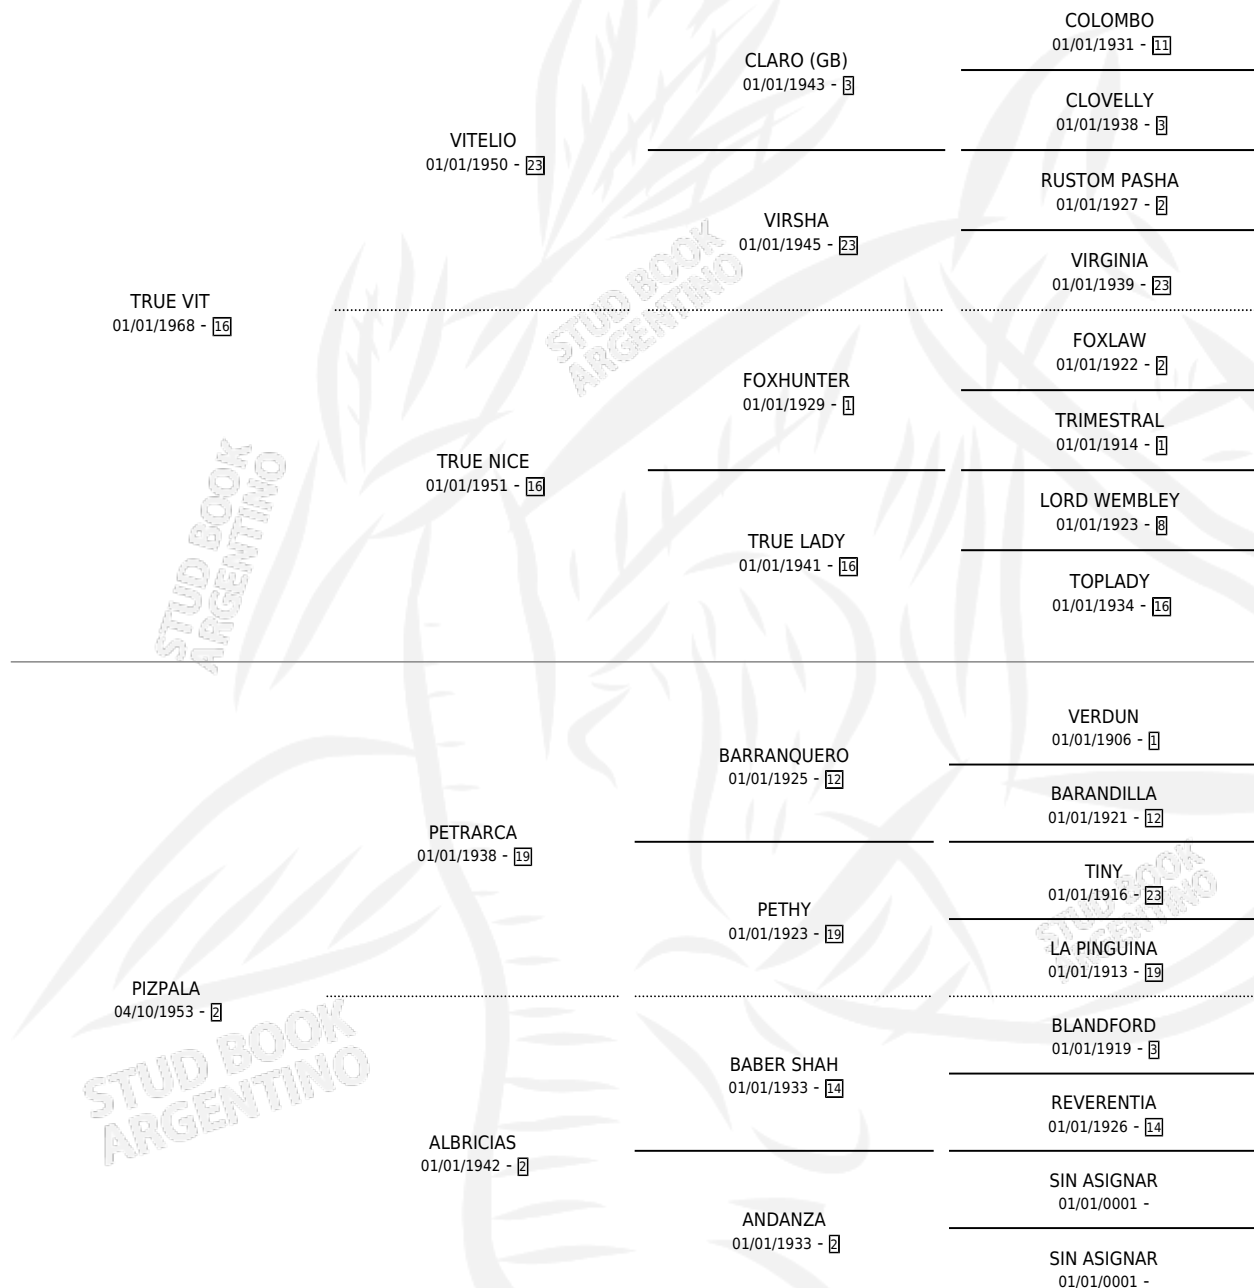 COLOMBO
01/01/1931 - 11
CLARO (GB)
01/01/1943 - 3
CLOVELLY
01/01/1938 - 3
VITELIO
01/01/1950 - 23
RUSTOM PASHA
01/01/1927 - 2
VIRSHA
01/01/1945 - 23
VIRGINIA
01/01/1939 - 23
TRUE VIT
01/01/1968 - 16
FOXLAW
01/01/1922 - 2
FOXHUNTER
01/01/1929 - 1
TRIMESTRAL
01/01/1914 - 1
TRUE NICE
01/01/1951 - 16
LORD WEMBLEY
01/01/1923 - 8
TRUE LADY
01/01/1941 - 16
TOPLADY
01/01/1934 - 16
VERDUN
01/01/1906 - 1
BARRANQUERO
01/01/1925 - 12
BARANDILLA
01/01/1921 - 12
PETRARCA
01/01/1938 - 19
TINY
01/01/1916 - 23
PETHY
01/01/1923 - 19
LA PINGUINA
01/01/1913 - 19
PIZPALA
04/10/1953 - 2
BLANDFORD
01/01/1919 - 3
BABER SHAH
01/01/1933 - 14
REVERENTIA
01/01/1926 - 14
ALBRICIAS
01/01/1942 - 2
SIN ASIGNAR
01/01/0001 -
ANDANZA
01/01/1933 - 2
SIN ASIGNAR
01/01/0001 -
STUD BOOK
ARGENTINO
STUD BOOK
ARGENTINO
STUD BOOK
ARGENTINO
STUD BOOK
ARGENTINO